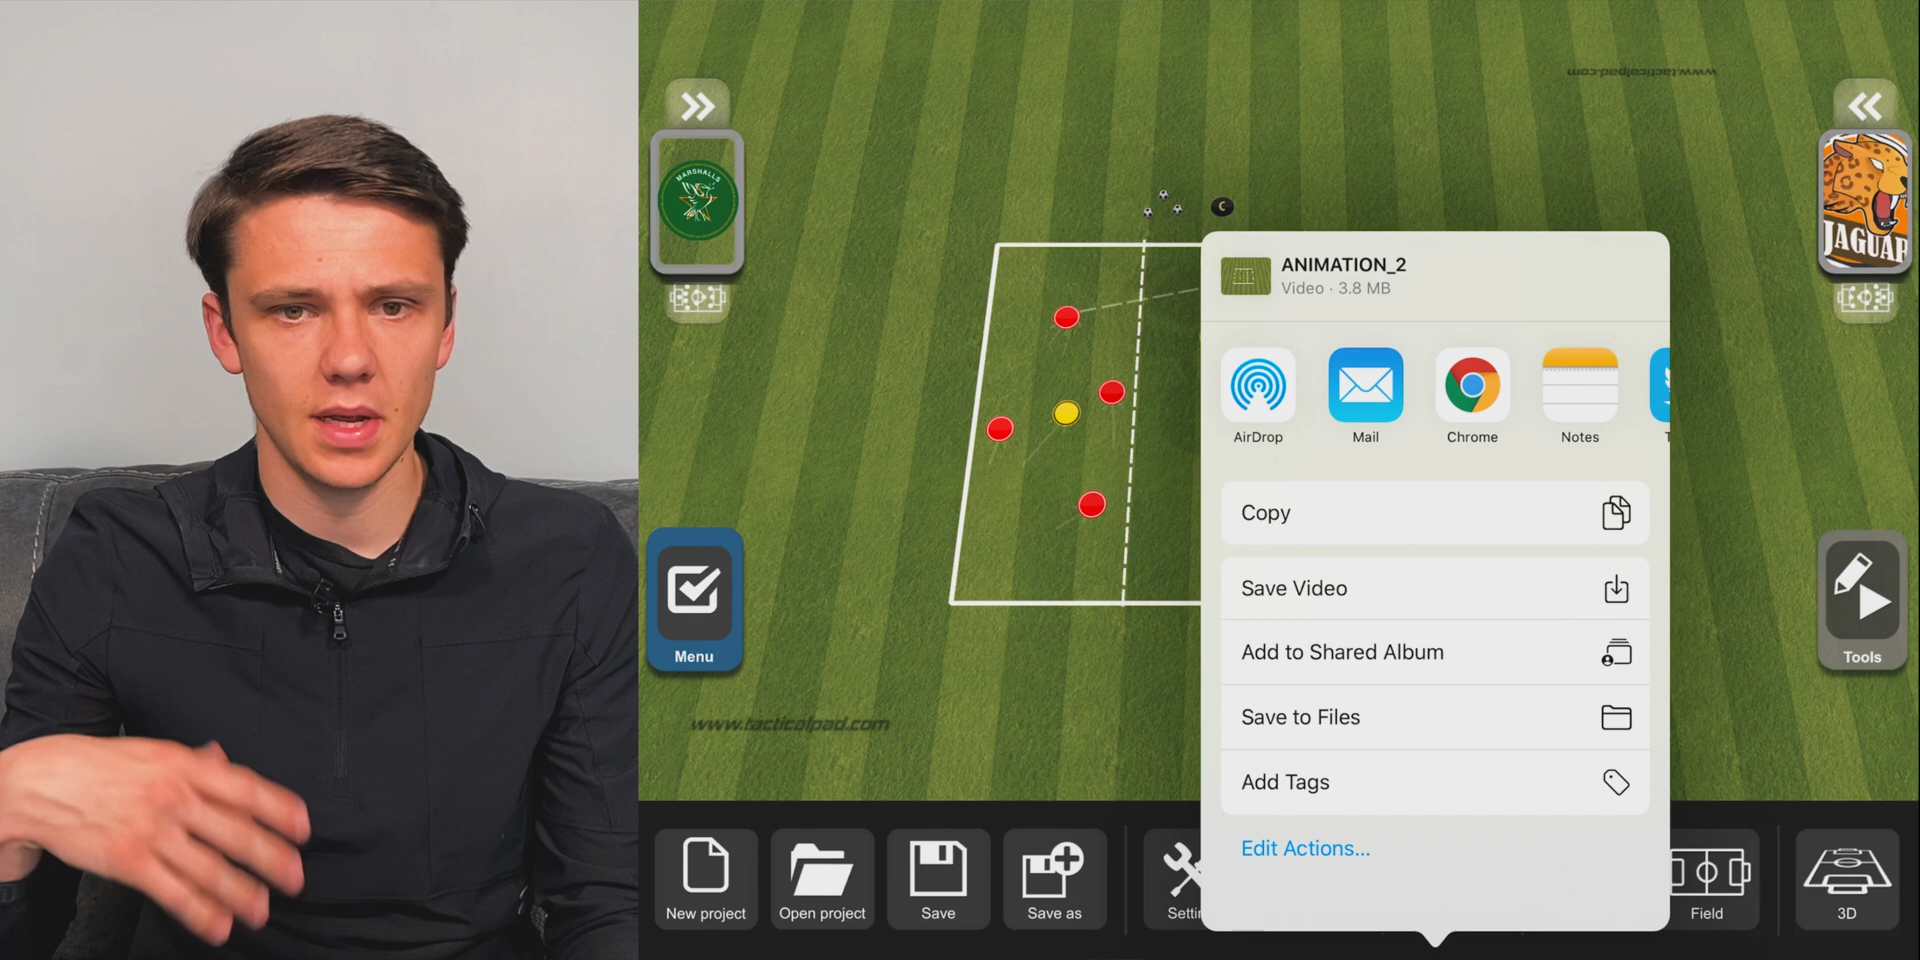 www.tacticalpad.com
MARSHALLS
JAGUAR
C
ANIMATION_2
Video · 3.8 MB
AirDrop
Mail
Chrome
Notes
Copy
Save Video
Add to Shared Album
Save to Files
Add Tags
Edit Actions...
Menu
Tools
www.tacticalpad.com
New project
Open project
Save
Save as
Settin
Field
3D